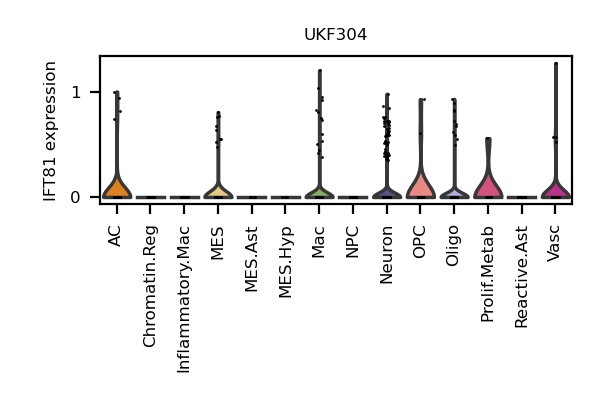 UKF304
IFT81 expression
1
0
AC
Chromatin.Reg
Inflammatory.Mac
MES
MES.Ast
MES.Hyp
Mac
NPC
Neuron
OPC
Oligo
Prolif.Metab
Reactive.Ast
Vasc